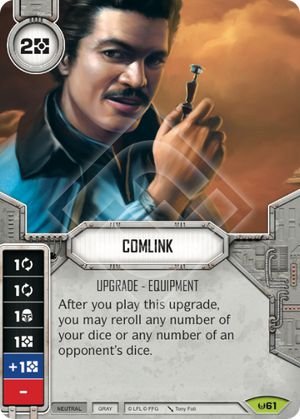 2
COMLINK
UPGRADE - EQUIPMENT
After you play this upgrade,
you may reroll any number of
your dice or any number of an
opponent's dice.
1
1
1
1
+1
-
NEUTRAL
GRAY
© LFL © FFG
Tony Foti
61